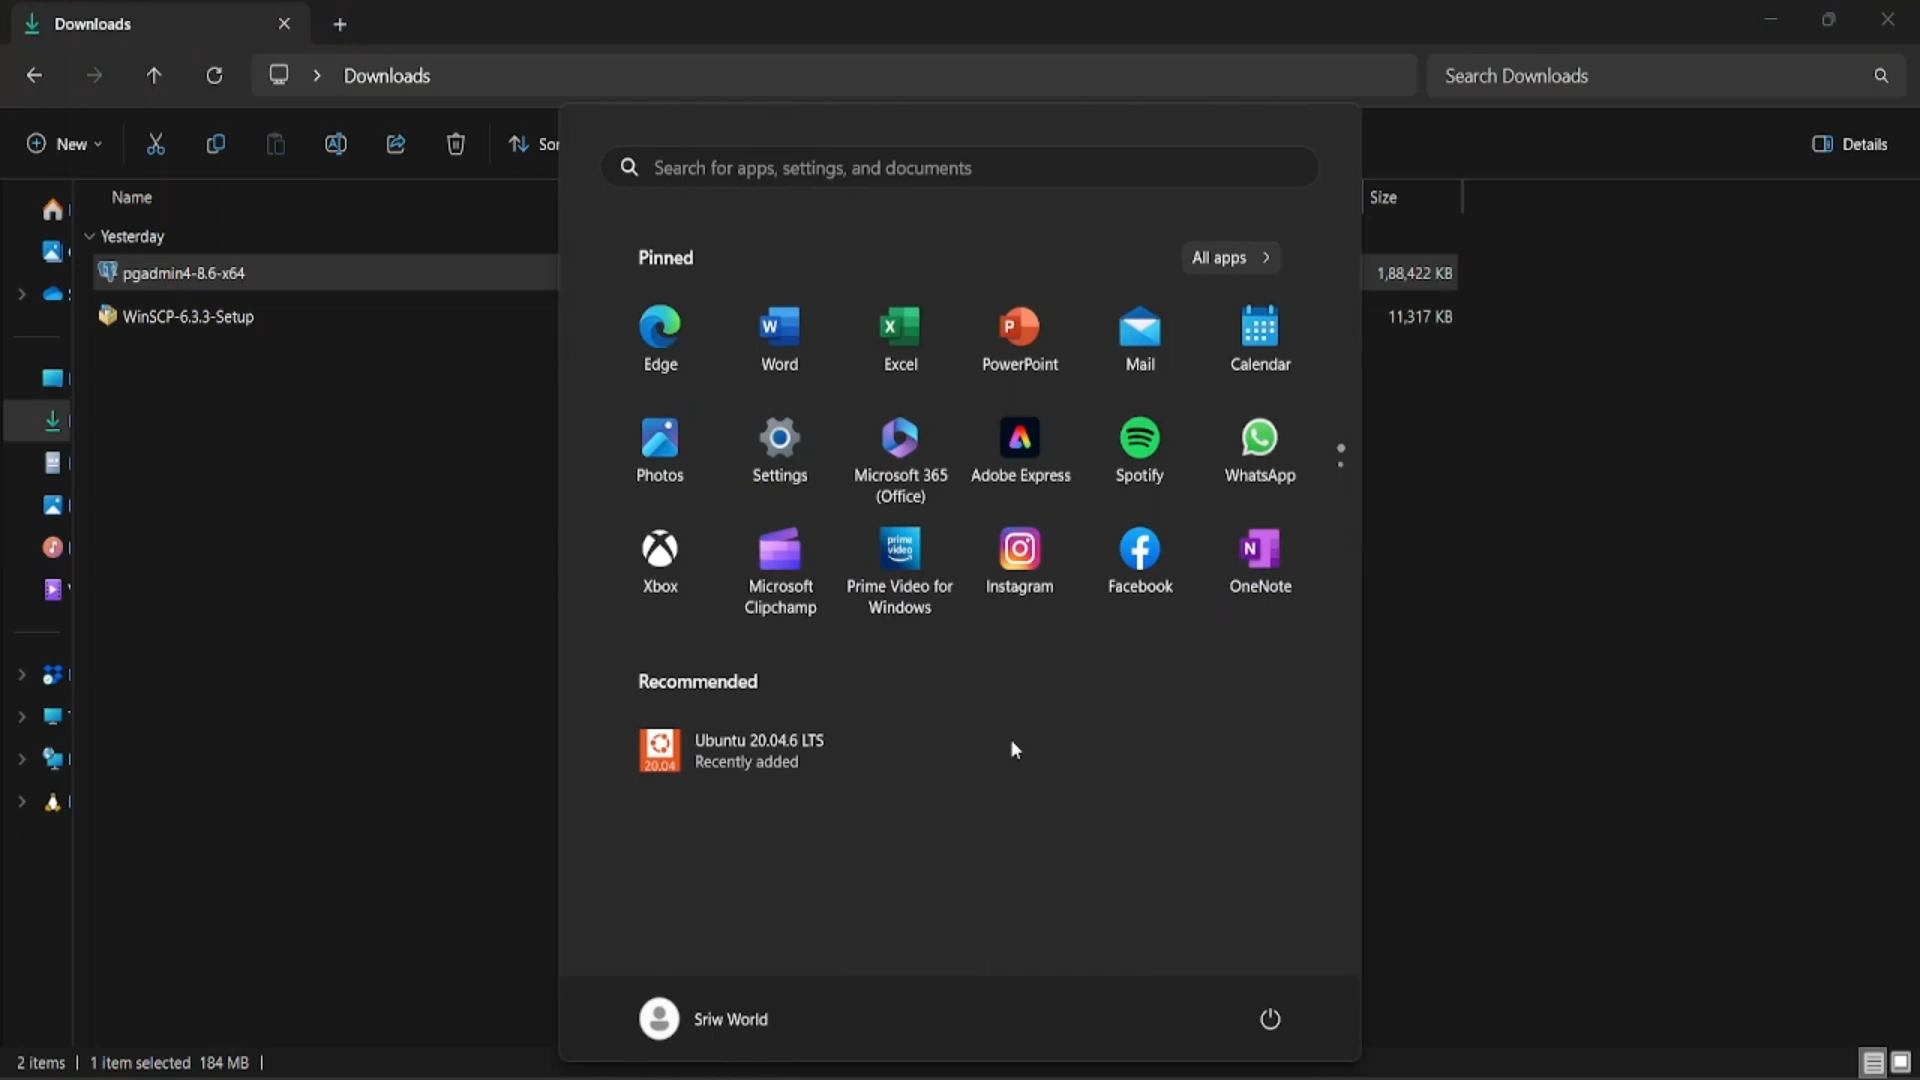 Downloads
Downloads
Search Downloads
New
Sor
Details
Name
Size
Yesterday
pgadmin4-8.6-x64
1,88,422 KB
WinSCP-6.3.3-Setup
11,317 KB
Search for apps, settings, and documents
Pinned
All apps
Edge
Word
Excel
PowerPoint
Mail
Calendar
Photos
Settings
Microsoft 365
(Office)
Adobe Express
Spotify
WhatsApp
prime
video
Xbox
Microsoft
Clipchamp
Prime Video for
Windows
Instagram
Facebook
OneNote
Recommended
20.04
Ubuntu 20.04.6 LTS
Recently added
Sriw World
2 items
1 item selected 184 MB